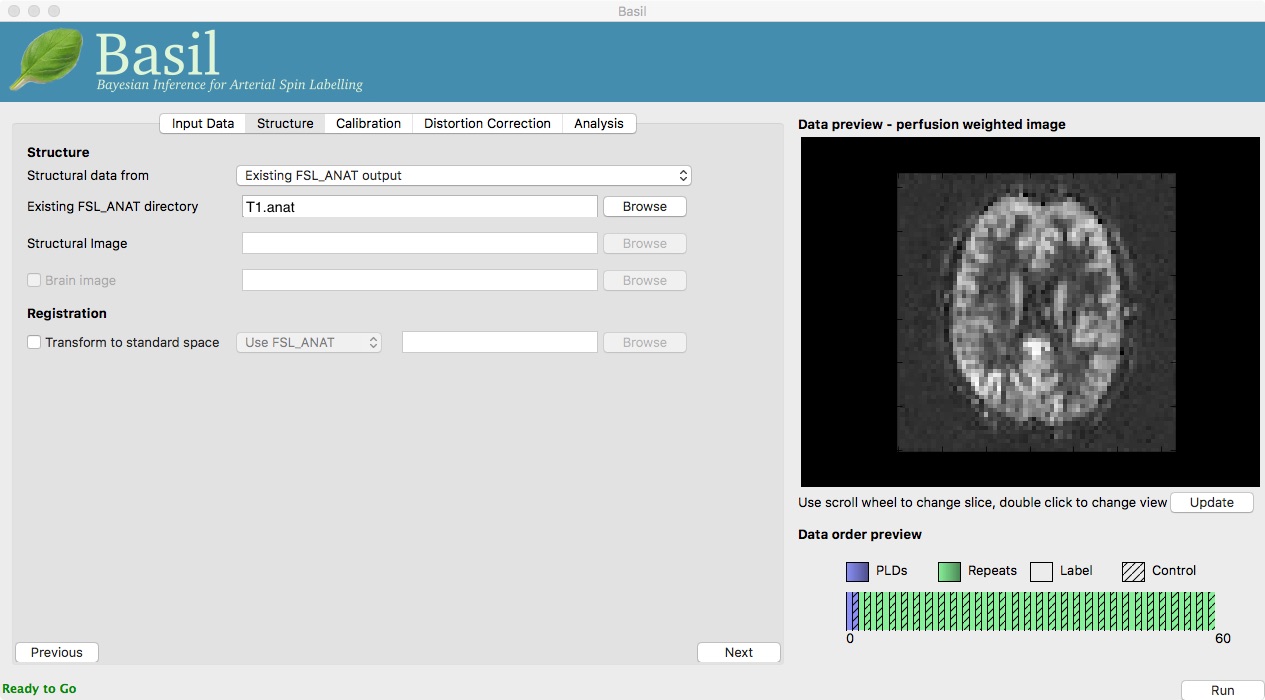 Basil
Basil
Bayesian Inference for Arterial Spin Labelling
Input Data Structure Calibration Distortion Correction Analysis
Structure
Structural data from Existing FSL_ANAT output
Existing FSL_ANAT directory T1.anat Browse
Structural Image Browse
Brain image Browse
Registration
Transform to standard space Use FSL_ANAT Browse
Previous Next
Ready to Go
Data preview - perfusion weighted image
Use scroll wheel to change slice, double click to change view Update
Data order preview
PLDs Repeats Label Control
0 60
Run